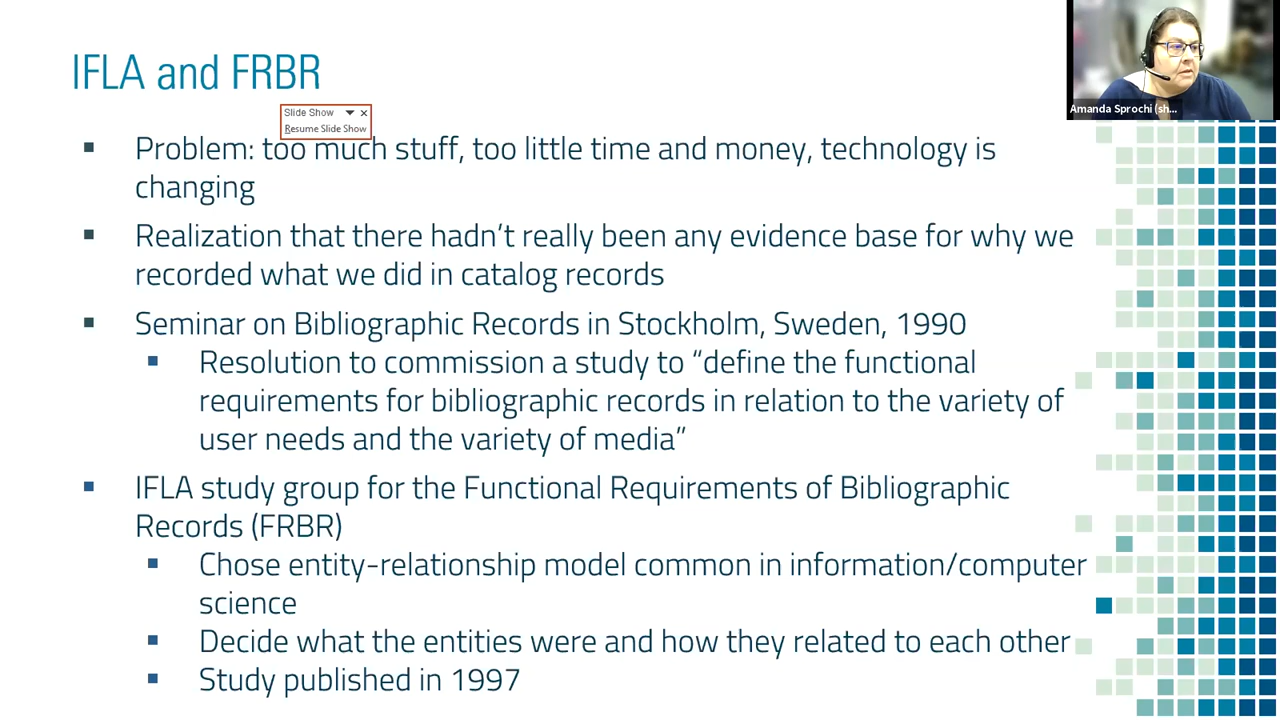 IFLA and FRBR
Slide Show
Resume Slide Show
Amanda Sprochi (sh...
Problem: too much stuff, too little time and money, technology is
changing
Realization that there hadn't really been any evidence base for why we
recorded what we did in catalog records
Seminar on Bibliographic Records in Stockholm, Sweden, 1990
Resolution to commission a study to “define the functional
requirements for bibliographic records in relation to the variety of
user needs and the variety of media”
IFLA study group for the Functional Requirements of Bibliographic
Records (FRBR)
Chose entity-relationship model common in information/computer
science
Decide what the entities were and how they related to each other
Study published in 1997